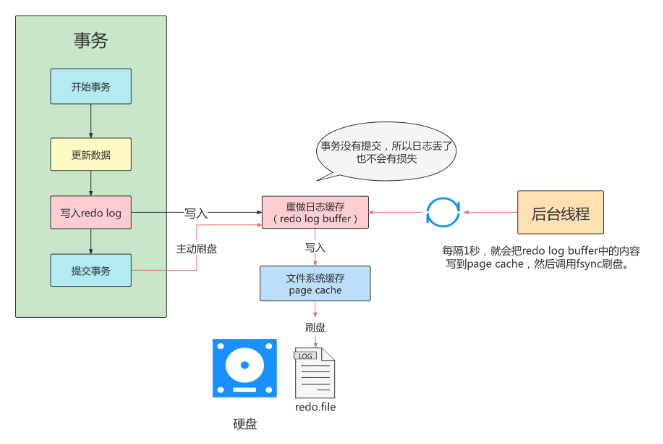 事务
开始事务
更新数据
写入redo log
提交事务
写入
主动刷盘
事务没有提交，所以日志丢了
也不会有损失
重做日志缓存
（redo log buffer）
写入
文件系统缓存
page cache
刷盘
LOG
redo.file
硬盘
后台线程
每隔1秒，就会把redo log buffer中的内容
写到page cache，然后调用fsync刷盘。